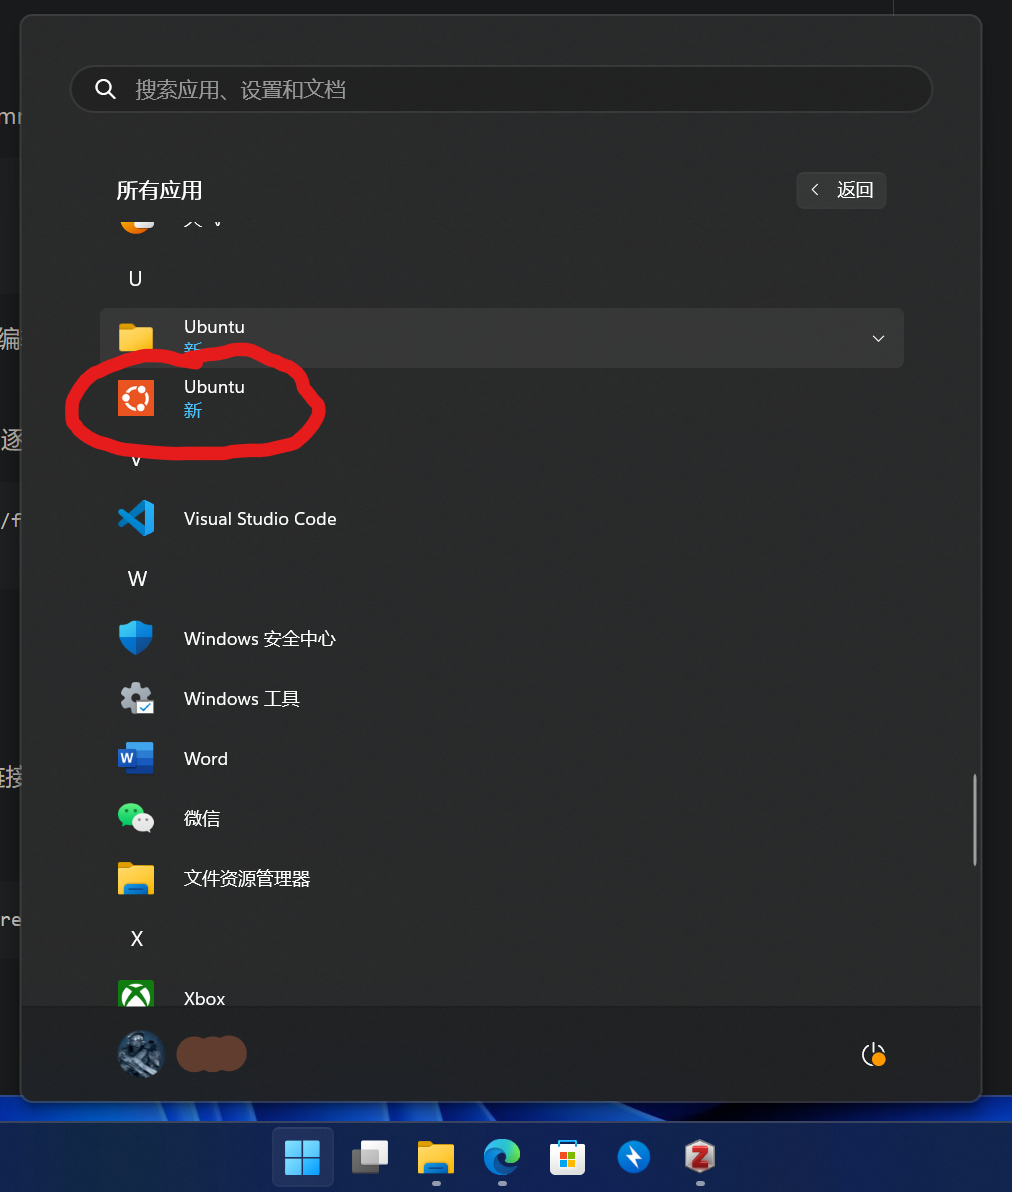 mm
搜索应用、设置和文档
所有应用
返回
U
编
Ubuntu
新
Ubuntu
新
逐
V
/f
Visual Studio Code
W
Windows 安全中心
Windows 工具
Word
链接
微信
文件资源管理器
re
X
Xbox